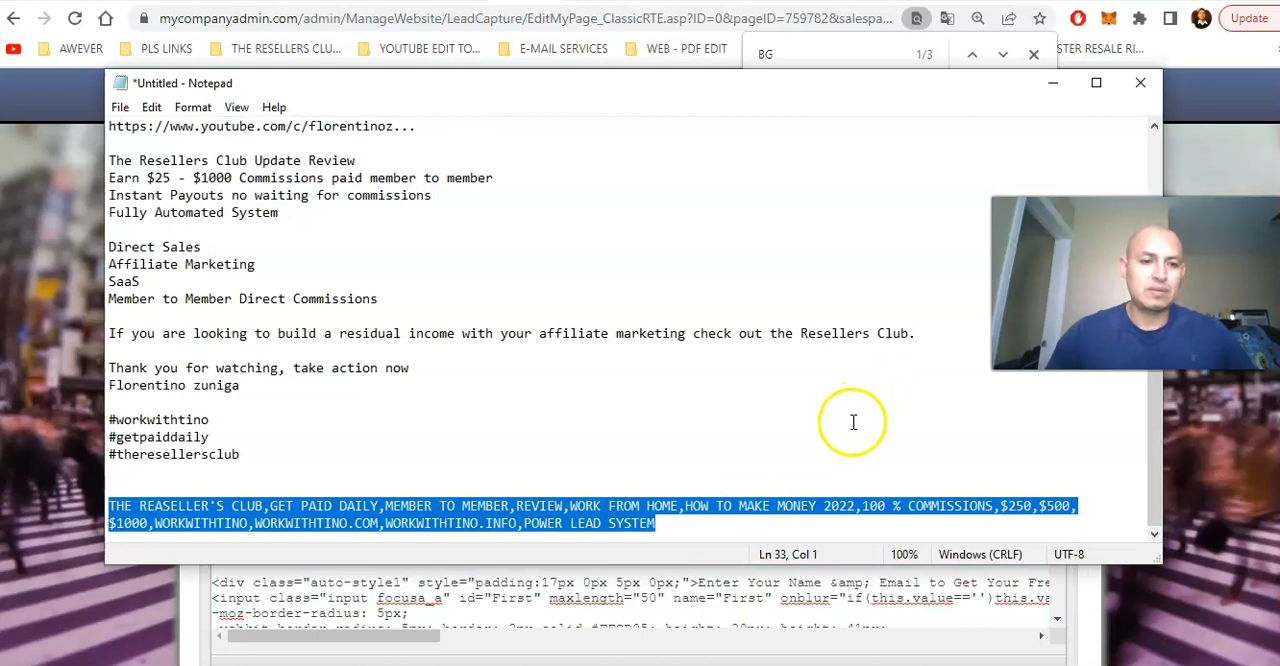 mycompanyadmin.com/admin/ManageWebsite/LeadCapture/EditMyPage_ClassicRTE.asp?ID=0&pageID=759782&salespa...
Update
AWEVER
PLS LINKS
THE RESELLERS CLU...
YOUTUBE EDIT TO...
E-MAIL SERVICES
WEB - PDF EDIT
STER RESALE RI...
BG
1/3
*Untitled - Notepad
File Edit Format View Help
https://www.youtube.com/c/florentinoz...
The Resellers Club Update Review
Earn $25 - $1000 Commissions paid member to member
Instant Payouts no waiting for commissions
Fully Automated System
Direct Sales
Affiliate Marketing
SaaS
Member to Member Direct Commissions
If you are looking to build a residual income with your affiliate marketing check out the Resellers Club.
Thank you for watching, take action now
Florentino zuniga
#workwithtino
#getpaiddaily
#theresellersclub
THE REASELLER'S CLUB,GET PAID DAILY,MEMBER TO MEMBER,REVIEW,WORK FROM HOME,HOW TO MAKE MONEY 2022,100 % COMMISSIONS,$250,$500,
$1000,WORKWITHTINO,WORKWITHTINO.COM,WORKWITHTINO.INFO,POWER LEAD SYSTEM
Ln 33, Col 1
100%
Windows (CRLF)
UTF-8
<div class="auto-style1" style="padding:17px 0px 5px 0px;">Enter Your Name &amp; Email to Get Your Fre
<input class="input focusa_a" id="First" maxlength="50" name="First" onblur="if(this.value=='')this.va
-moz-border-radius: 5px;